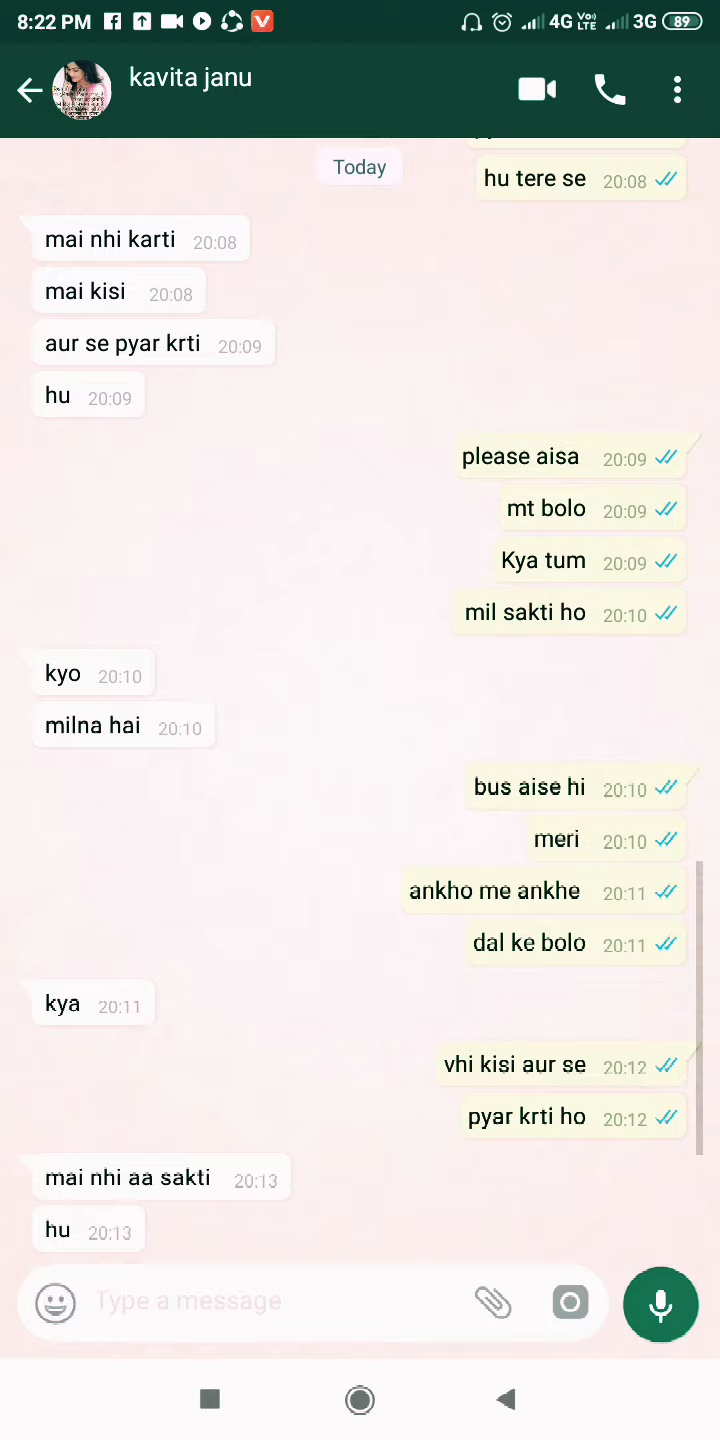 8:22 PM 4G VoLTE 3G 89
kavita janu
Today
hu tere se 20:08
mai nhi karti 20:08
mai kisi 20:08
aur se pyar krti 20:09
hu 20:09
please aisa 20:09
mt bolo 20:09
Kya tum 20:09
mil sakti ho 20:10
kyo 20:10
milna hai 20:10
bus aise hi 20:10
meri 20:10
ankho me ankhe 20:11
dal ke bolo 20:11
kya 20:11
vhi kisi aur se 20:12
pyar krti ho 20:12
mai nhi aa sakti 20:13
hu 20:13
Type a message